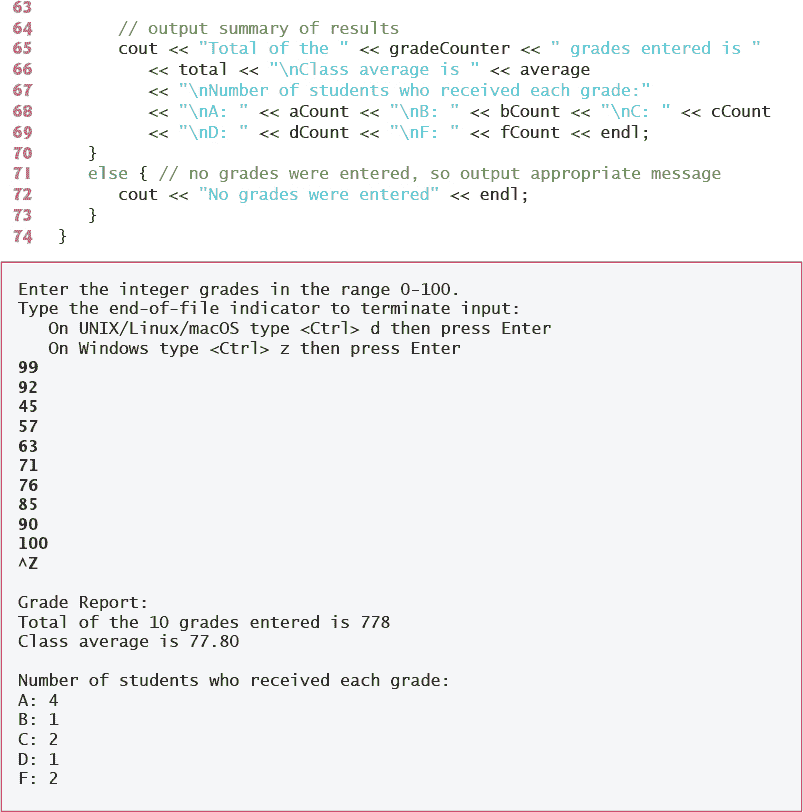 63
64 // output summary of results
65 cout << "Total of the " << gradeCounter << " grades entered is "
66 << total << "\nClass average is " << average
67 << "\nNumber of students who received each grade:"
68 << "\nA: " << aCount << "\nB: " << bCount << "\nC: " << cCount
69 << "\nD: " << dCount << "\nF: " << fCount << endl;
70 }
71 else { // no grades were entered, so output appropriate message
72 cout << "No grades were entered" << endl;
73 }
74 }
Enter the integer grades in the range 0-100.
Type the end-of-file indicator to terminate input:
On UNIX/Linux/macOS type <Ctrl> d then press Enter
On Windows type <Ctrl> z then press Enter
99
92
45
57
63
71
76
85
90
100
^Z
Grade Report:
Total of the 10 grades entered is 778
Class average is 77.80
Number of students who received each grade:
A: 4
B: 1
C: 2
D: 1
F: 2